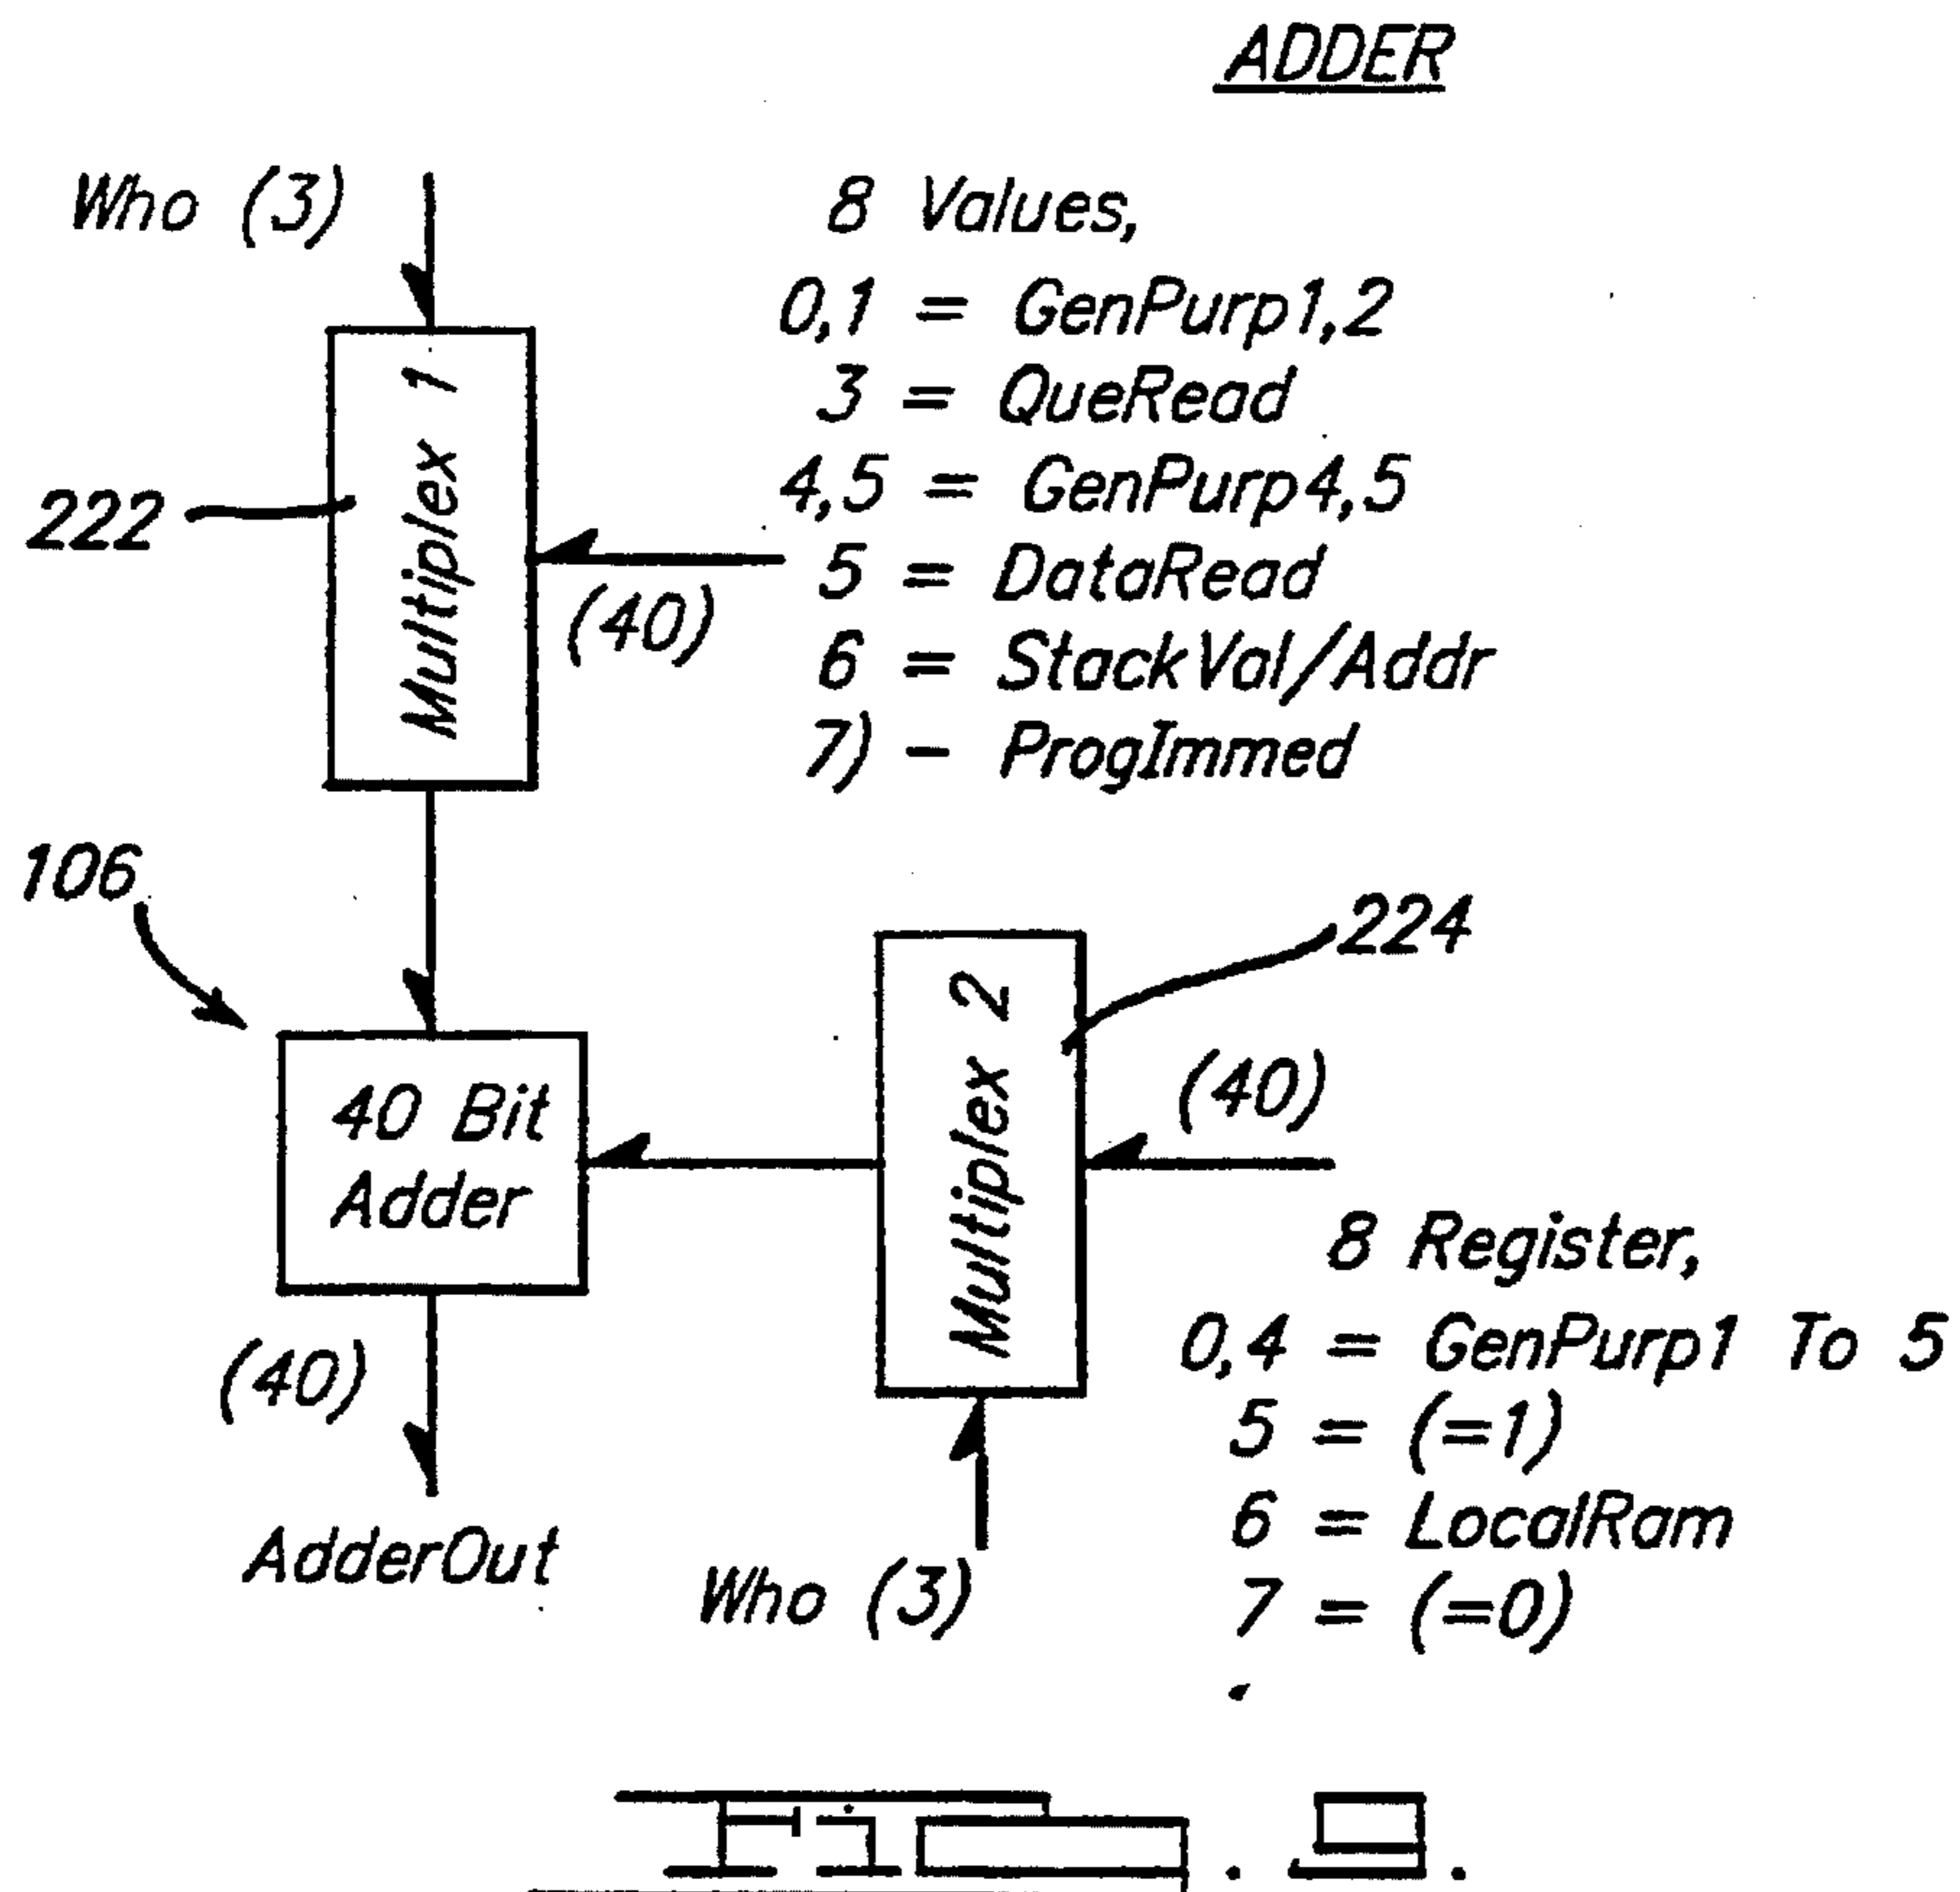 ADDER
Who (3)
8 Values,
0,1 = GenPurp1,2
3 = QueRead
4,5 = GenPurp4,5
5 = DataRead
6 = StackVal/Addr
7) - ProgImmed
Multiplex 1
222
(40)
106
224
Multiplex 2
(40)
40 Bit
Adder
8 Register,
0,4 = GenPurp1 To 5
5 = (=1)
6 = LocalRam
7 = (=0)
(40)
AdderOut
Who (3)